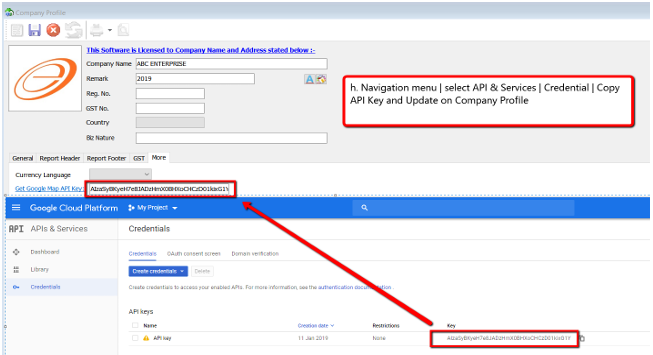 Company Profile
This Software is Licensed to Company Name and Address stated below :-
Company Name ABC ENTERPRISE
Remark 2019
Reg. No.
GST No.
Country
Biz Nature
h. Navigation menu | select API & Services | Credential | Copy
API Key and Update on Company Profile
General Report Header Report Footer GST More
Currency Language
Get Google Map API Key:
Google Cloud Platform My Project
API APIs & Services Credentials
Dashboard
Library
Credentials
Credentials OAuth consent screen Domain verification
Create credentials Delete
Create credentials to access your enabled APIs. For more information, see the authentication documentation .
API keys
Name Creation date Restrictions Key
API key 11 Jan 2019 None